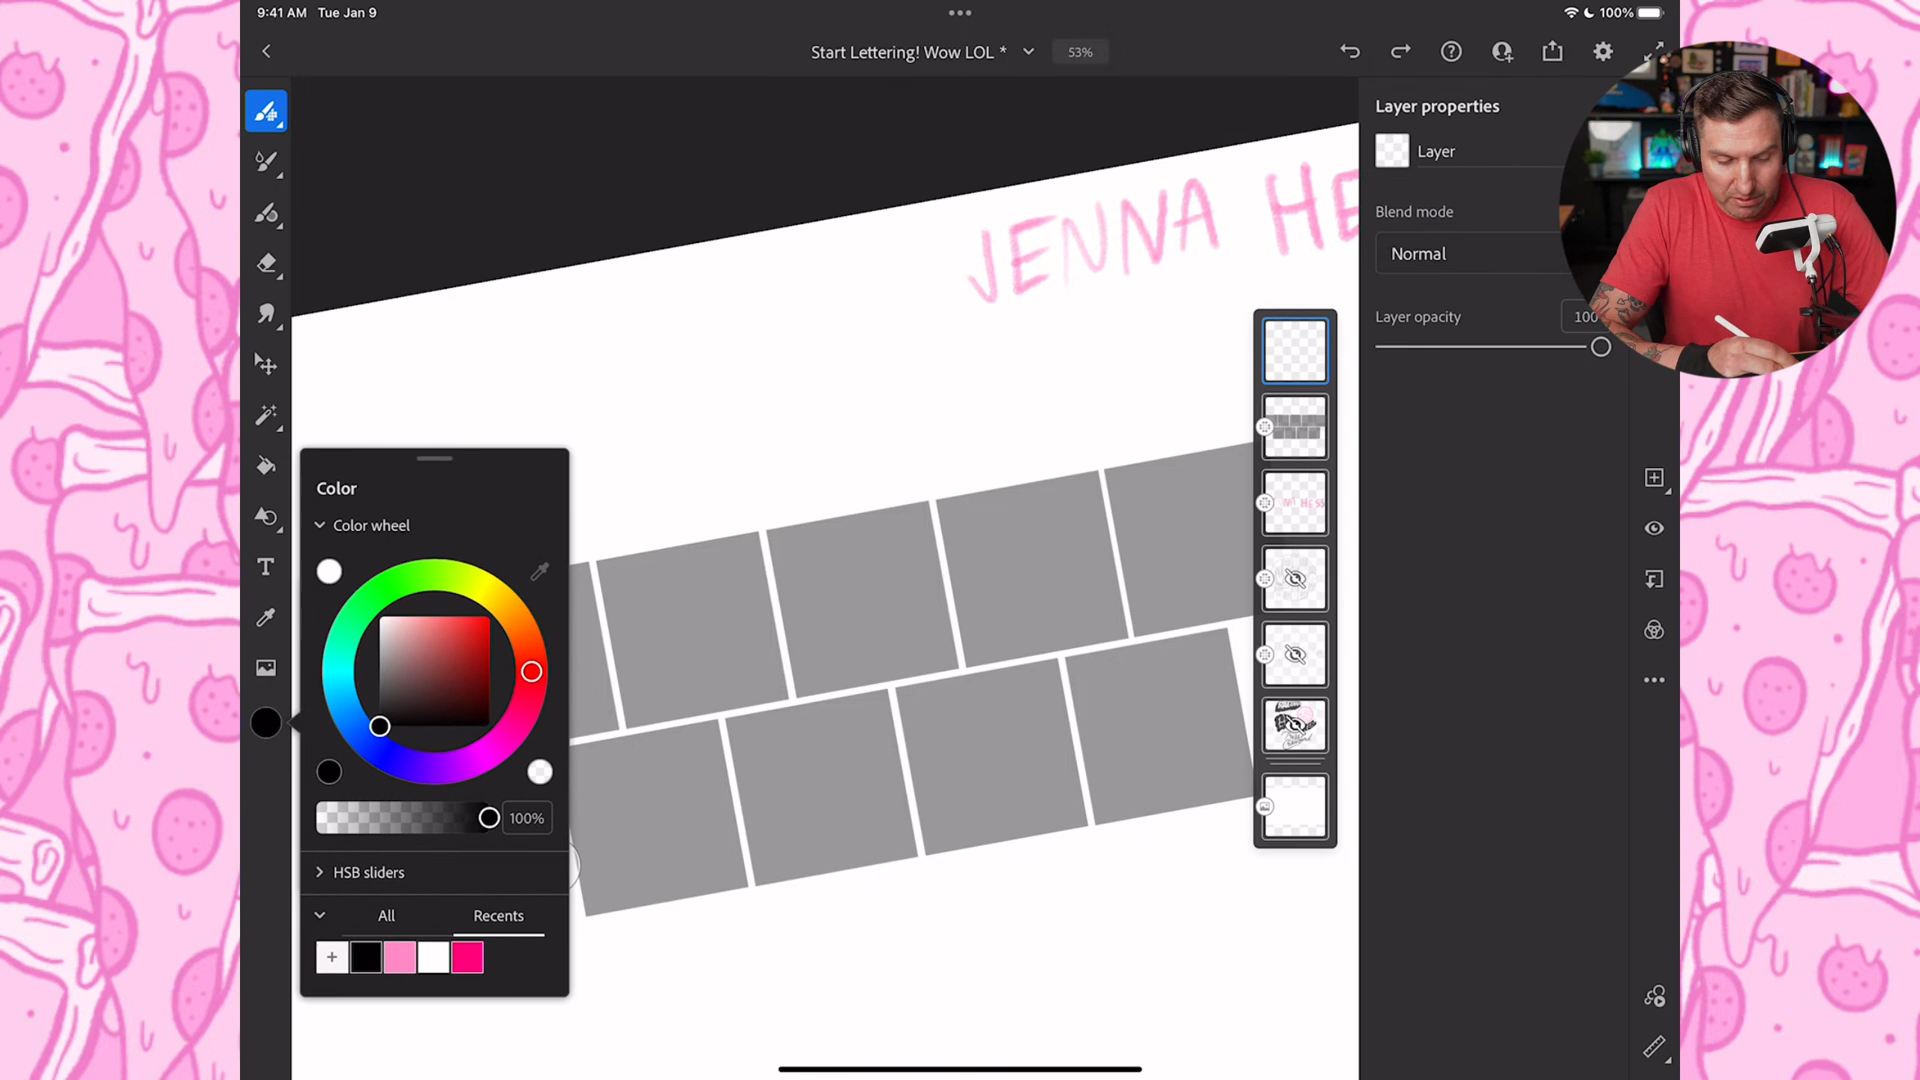 9:41 AM Tue Jan 9
100%
Start Lettering! Wow LOL *
53%
Layer properties
Layer
Blend mode
Normal
Layer opacity
100
JENNA HE
Color
Color wheel
100%
HSB sliders
All
Recents
T